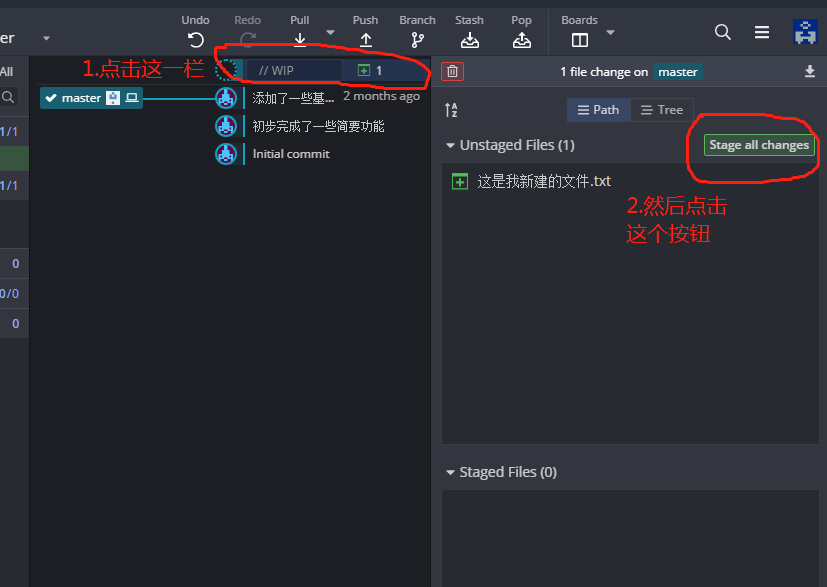 Undo Redo Pull Push Branch Stash Pop Boards
er
All
1.点击这一栏
// WIP
1
1 file change on master
master
添加了一些基... 2 months ago
初步完成了一些简要功能
Initial commit
1/1
1/1
0
0/0
0
Path Tree
Unstaged Files (1)
Stage all changes
这是我新建的文件.txt
2.然后点击
这个按钮
Staged Files (0)